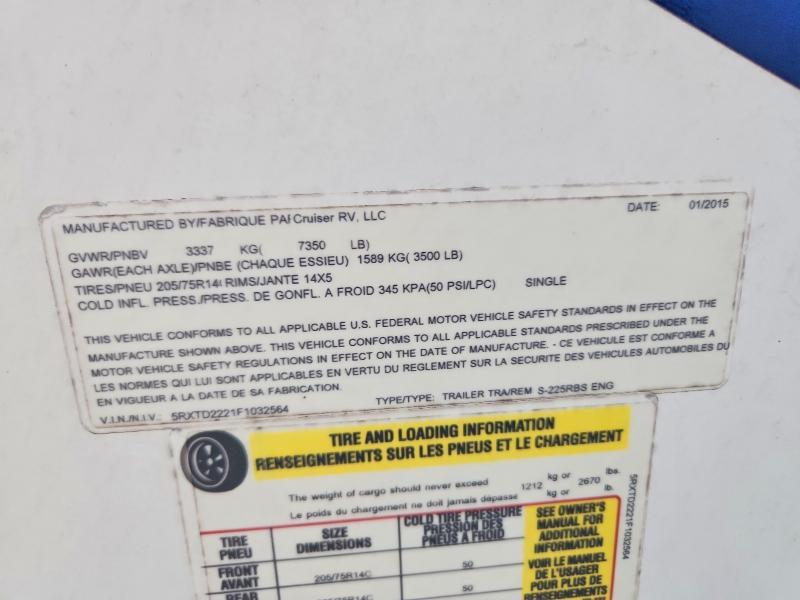 MANUFACTURED BY/FABRIQUE PAR Cruiser RV, LLC DATE: 01/2015
GVWR/PNBV 3337 KG( 7350 LB)
GAWR(EACH AXLE)/PNBE (CHAQUE ESSIEU) 1589 KG( 3500 LB)
TIRES/PNEU 205/75R14( RIMS/JANTE 14X5
COLD INFL. PRESS./PRESS. DE GONFL. A FROID 345 KPA(50 PSI/LPC) SINGLE
THIS VEHICLE CONFORMS TO ALL APPLICABLE U.S. FEDERAL MOTOR VEHICLE SAFETY STANDARDS IN EFFECT ON THE
MANUFACTURE SHOWN ABOVE. THIS VEHICLE CONFORMS TO ALL APPLICABLE STANDARDS PRESCRIBED UNDER THE
MOTOR VEHICLE SAFETY REGULATIONS IN EFFECT ON THE DATE OF MANUFACTURE. - CE VEHICULE EST CONFORME A
LES NORMES QUI LUI SONT APPLICABLES EN VERTU DU REGLEMENT SUR LA SECURITE DES VEHICULES AUTOMOBILES DU
EN VIGUEUR A LA DATE DE SA FABRICATION.
V.I.N./N.I.V.: 5RXTD2221F1032564 TYPE/TYPE: TRAILER TRA/REM S-225RBS ENG
TIRE AND LOADING INFORMATION
RENSEIGNEMENTS SUR LES PNEUS ET LE CHARGEMENT
The weight of cargo should never exceed 1212 kg or 2670 lbs.
Le poids du chargement ne doit jamais dépasse kg or lb.
5RXTD2221F1032564
TIRE
PNEU
SIZE
DIMENSIONS
COLD TIRE PRESSURE
PRESSION DES
PNEUS A FROID
SEE OWNER'S
MANUAL FOR
ADDITIONAL
INFORMATION
VOIR LE MANUEL
DE L'USAGER
POUR PLUS DE
RENSEIGNEMENTS
FRONT
AVANT
205/75R14C
50
REAR
205/75R14C
50